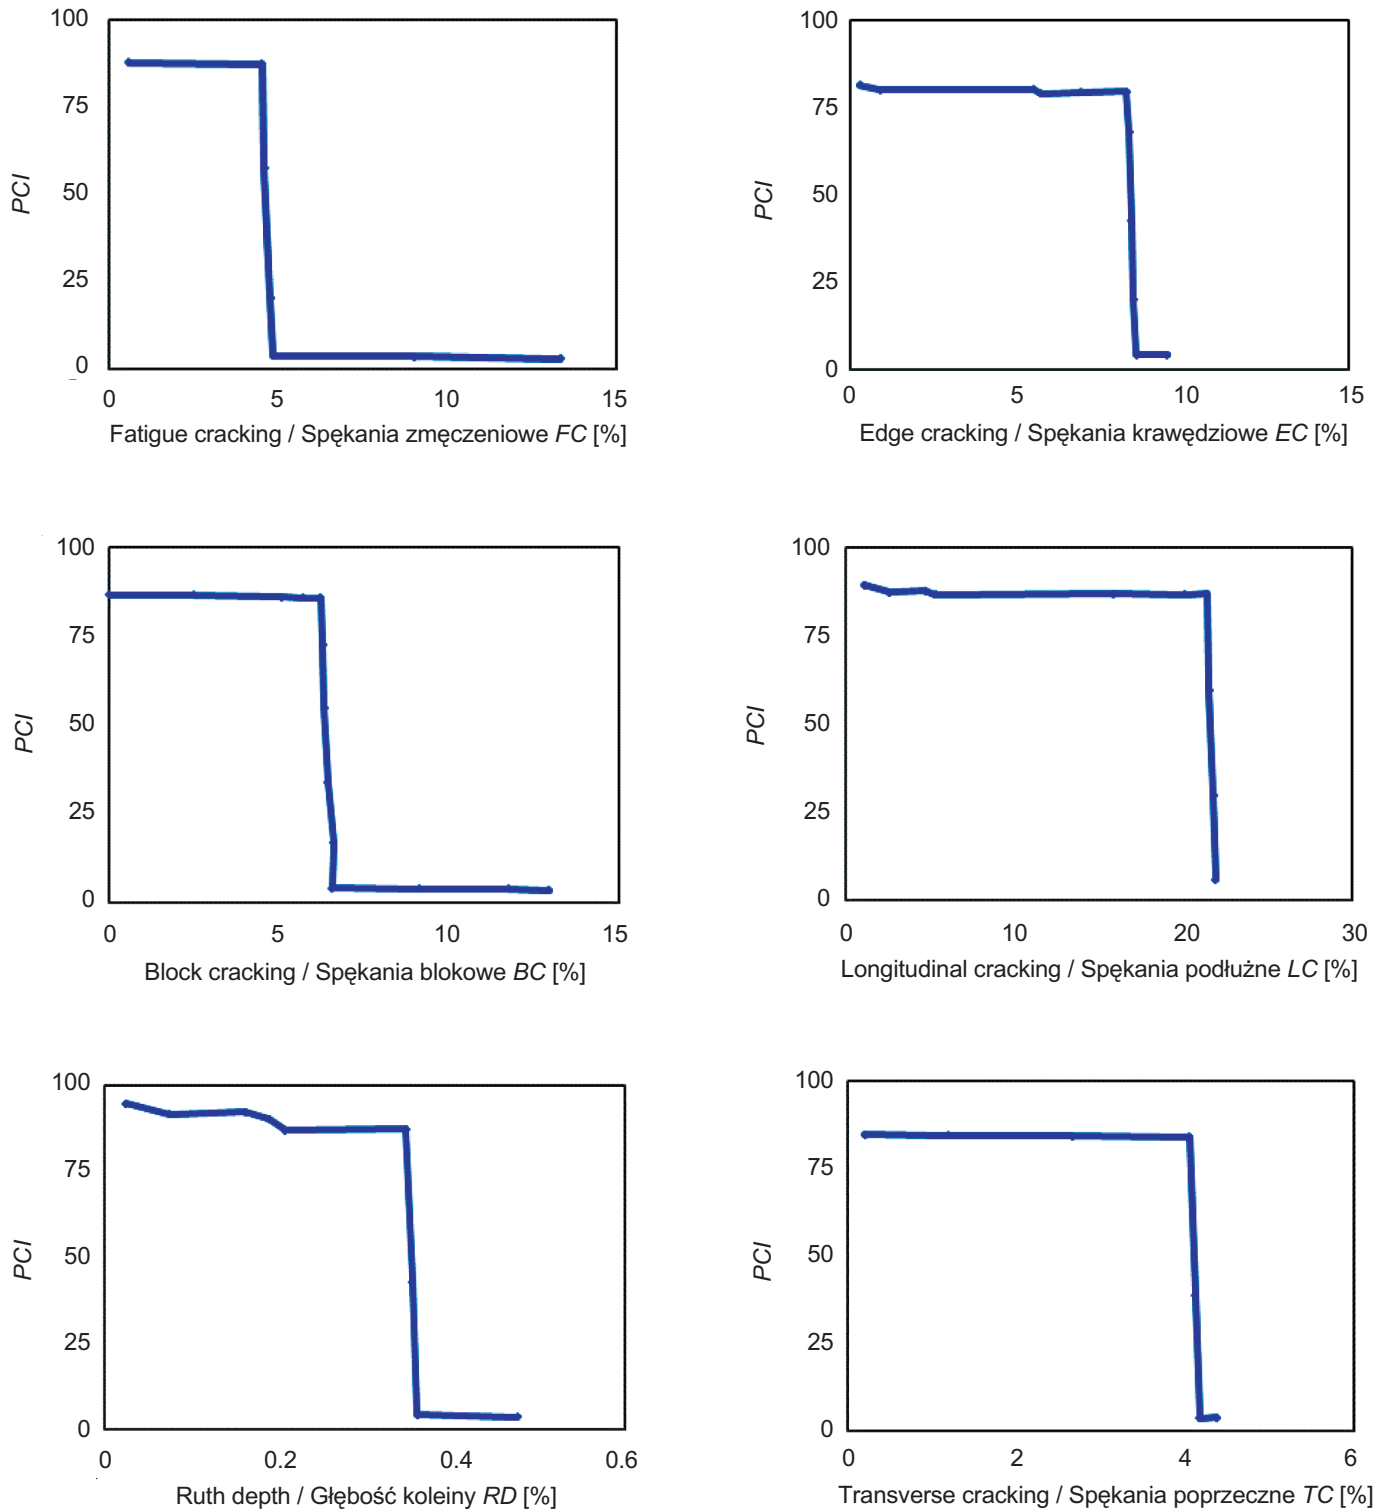 100
75
50
25
0
PCI
0 5 10 15
Fatigue cracking / Spękania zmęczeniowe FC [%]
100
75
50
25
0
PCI
0 5 10 15
Edge cracking / Spękania krawędziowe EC [%]
100
75
50
25
0
PCI
0 5 10 15
Block cracking / Spękania blokowe BC [%]
100
75
50
25
0
PCI
0 10 20 30
Longitudinal cracking / Spękania podłużne LC [%]
100
75
50
25
0
PCI
0 0.2 0.4 0.6
Ruth depth / Głębość koleiny RD [%]
100
75
50
25
0
PCI
0 2 4 6
Transverse cracking / Spękania poprzeczne TC [%]